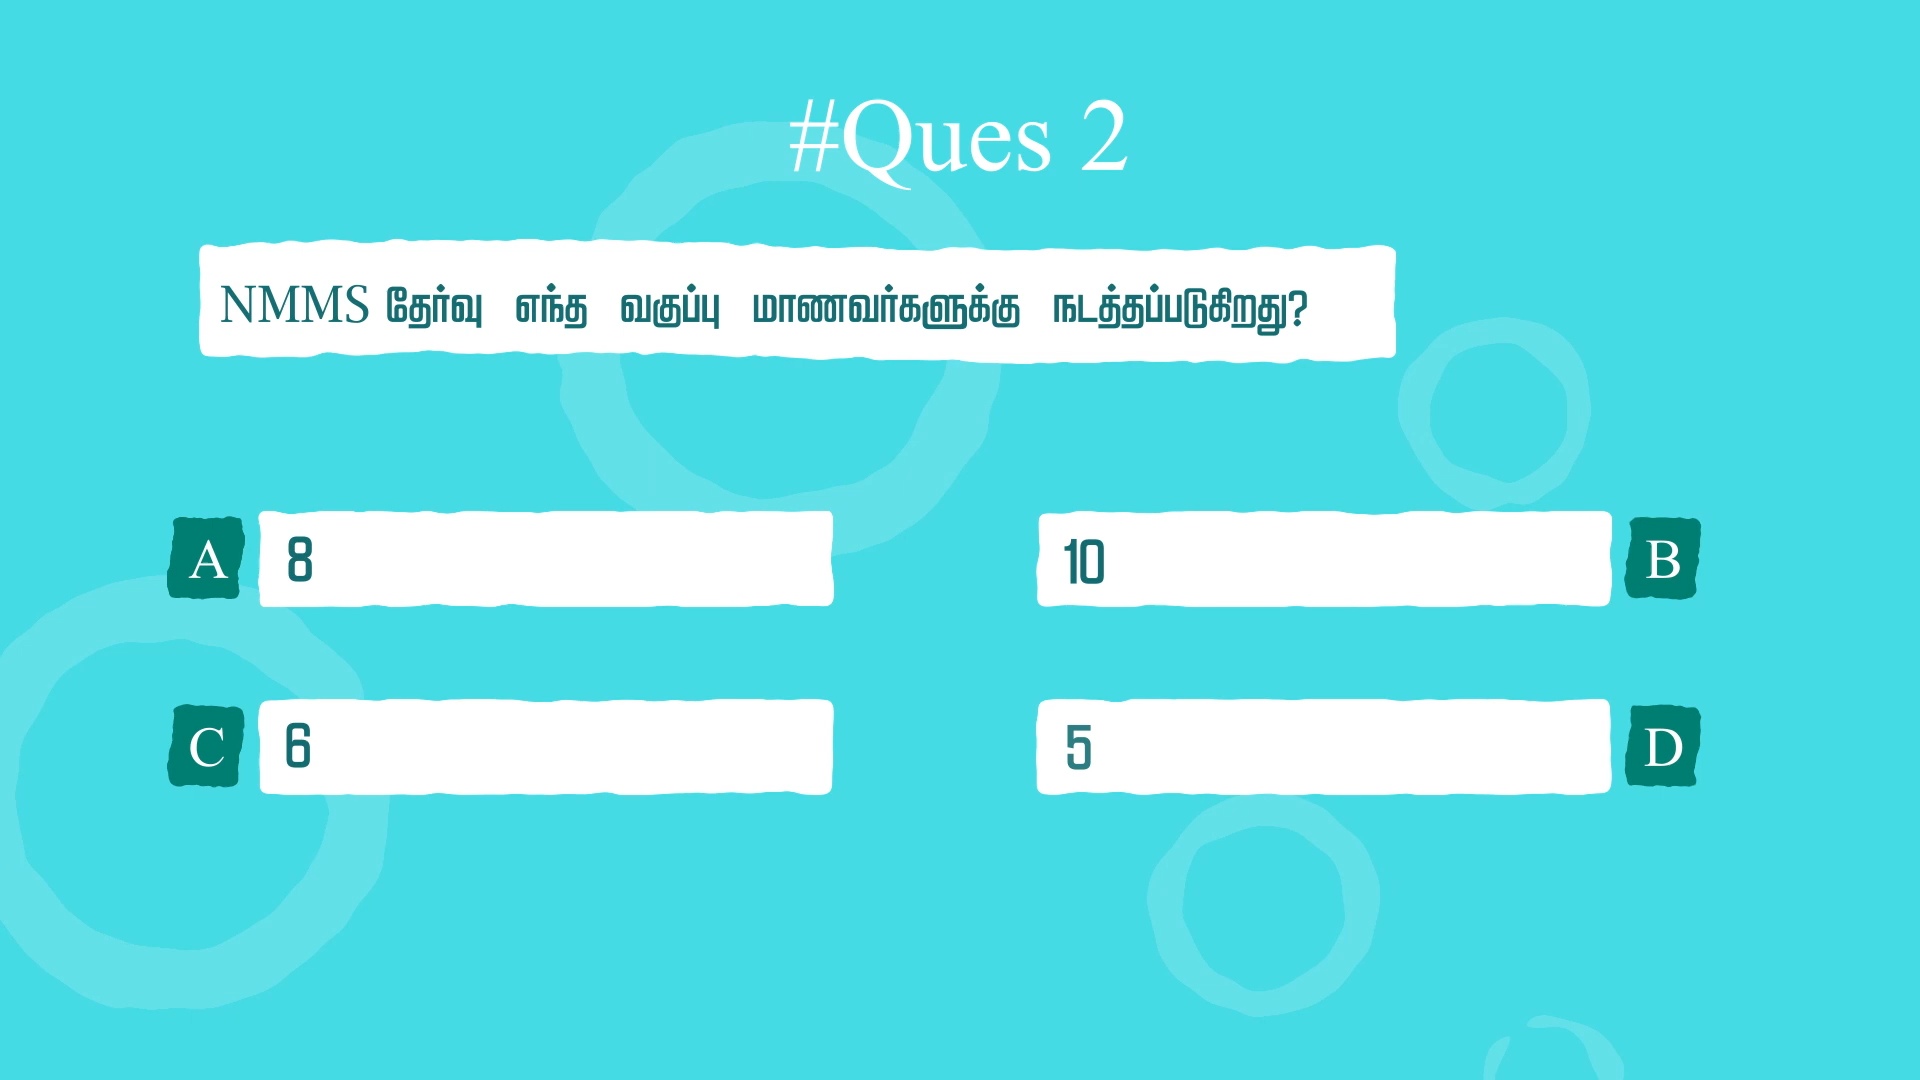 #Ques 2
NMMS தேர்வு எந்த வகுப்பு மாணவர்களுக்கு நடத்தப்படுகிறது?
A 8
10 B
C 6
5 D